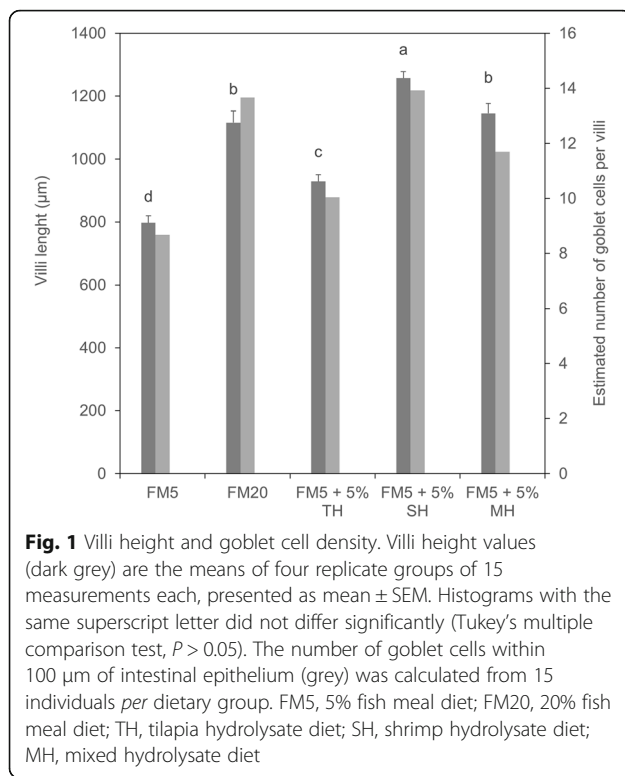 1400
1200
1000
800
600
400
200
0
Villi lenght (µm)
16
14
12
10
8
6
4
2
0
Estimated number of goblet cells per villi
d
b
c
a
b
FM5 FM20 FM5 + 5% FM5 + 5% FM5 + 5%
TH SH MH
Fig. 1 Villi height and goblet cell density. Villi height values
(dark grey) are the means of four replicate groups of 15
measurements each, presented as mean ± SEM. Histograms with the
same superscript letter did not differ significantly (Tukey's multiple
comparison test, P > 0.05). The number of goblet cells within
100 µm of intestinal epithelium (grey) was calculated from 15
individuals per dietary group. FM5, 5% fish meal diet; FM20, 20% fish
meal diet; TH, tilapia hydrolysate diet; SH, shrimp hydrolysate diet;
MH, mixed hydrolysate diet